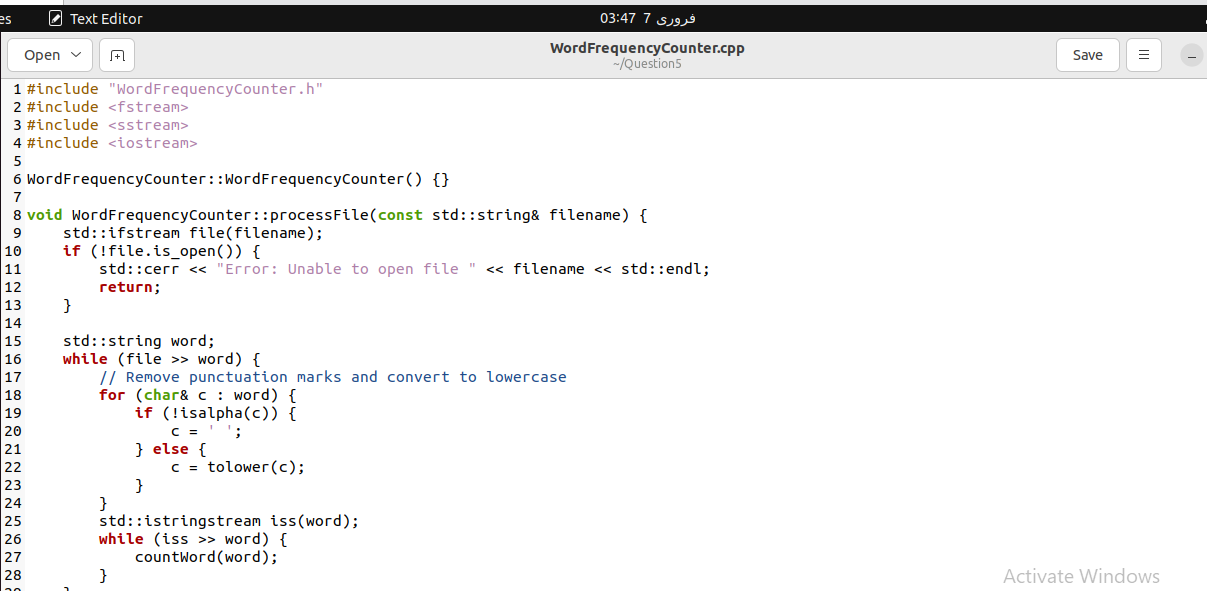 es Text Editor 03:47 7 فروری
Open WordFrequencyCounter.cpp Save
~/Question5
1 #include "WordFrequencyCounter.h"
2 #include <fstream>
3 #include <sstream>
4 #include <iostream>
5
6 WordFrequencyCounter::WordFrequencyCounter() {}
7
8 void WordFrequencyCounter::processFile(const std::string& filename) {
9     std::ifstream file(filename);
10     if (!file.is_open()) {
11         std::cerr << "Error: Unable to open file " << filename << std::endl;
12         return;
13     }
14
15     std::string word;
16     while (file >> word) {
17         // Remove punctuation marks and convert to lowercase
18         for (char& c : word) {
19             if (!isalpha(c)) {
20                 c = ' ';
21             } else {
22                 c = tolower(c);
23             }
24         }
25         std::istringstream iss(word);
26         while (iss >> word) {
27             countWord(word);
28         }
Activate Windows